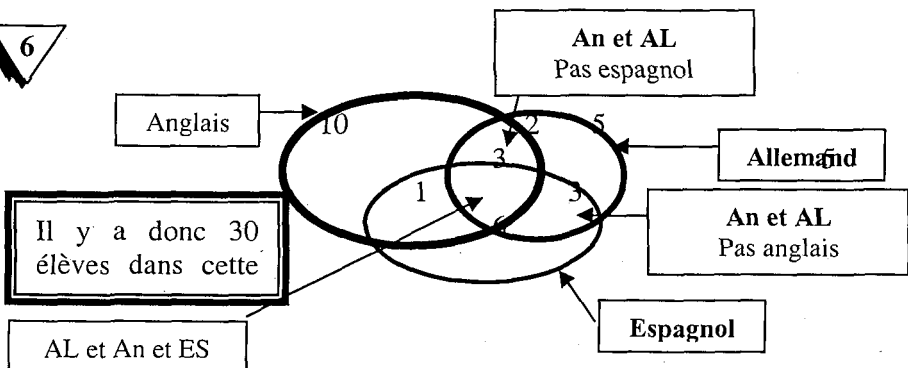 6
An et AL
Pas espagnol
Anglais
10
2
5
Allemand
5
3
1
3
An et AL
Pas anglais
6
Il y a donc 30
élèves dans cette
Espagnol
AL et An et ES